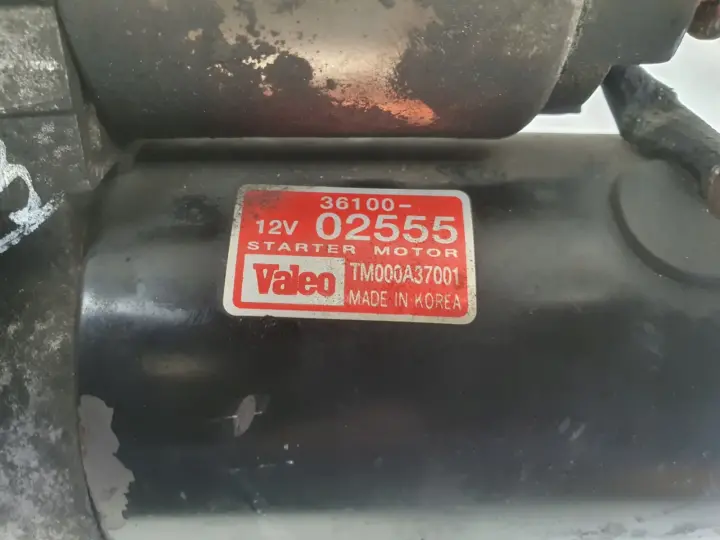 36100-
12V 02555
STARTER MOTOR
Valeo TM000A37001
MADE IN KOREA